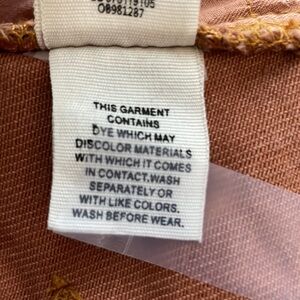 O8981287
THIS GARMENT
CONTAINS
DYE WHICH MAY
DISCOLOR MATERIALS
WITH WHICH IT COMES
IN CONTACT.WASH
SEPARATELY OR
WITH LIKE COLORS.
WASH BEFORE WEAR.